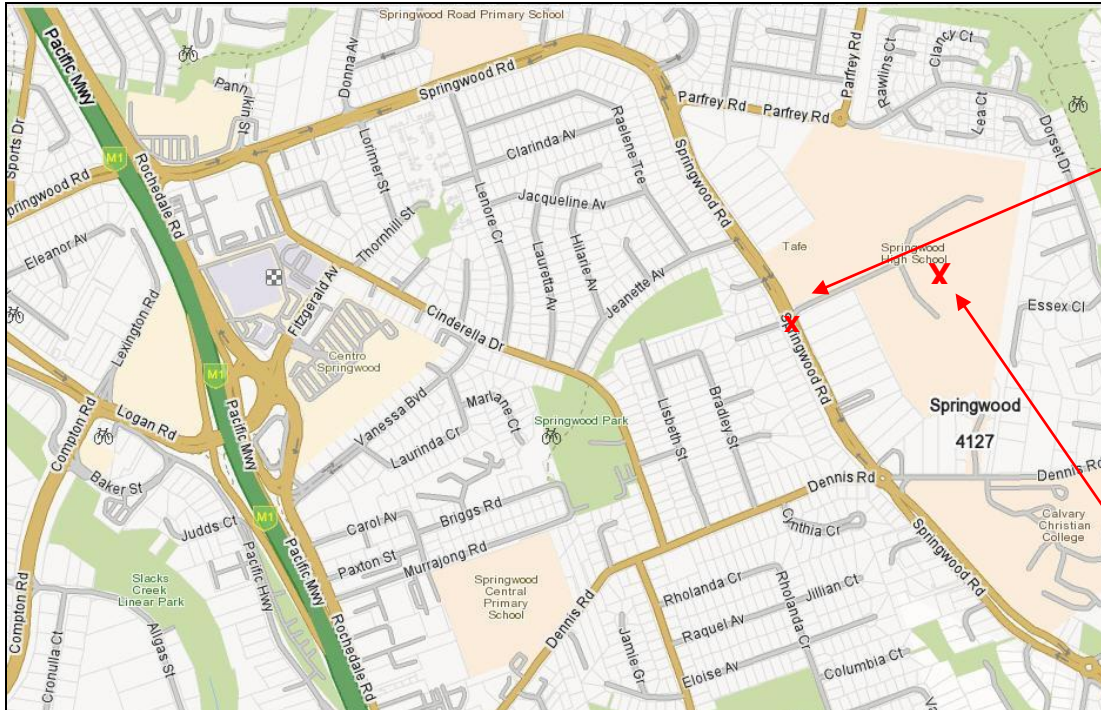 Springwood Road Primary School
Pacific Mwy
Donna Av
Pannikin St
Springwood Rd
Parfrey Rd
Rawlins Ct
Clancy Ct
Lea Ct
Parfrey Rd
Parfrey Rd
Dorset Dr
Sports Dr
M1
Rochedale Rd
Lorimer St
Clarinda Av
Raelene Tce
Springwood Rd
Springwood Rd
Jacqueline Av
Lenore Cr
Thornhill St
Eleanor Av
Hilarie Av
Lauretta Av
Jeanette Av
Tafe
Springwood
High School
X
Essex Cl
Fitzgerald Av
Lexington Rd
Cinderella Dr
x
Springwood Rd
Centro
Springwood
M1
Vanessa Bvd
Marlane Ct
Laurinda Cr
Springwood Park
Lisbeth St
Bradley St
Springwood
4127
Logan Rd
Compton Rd
Pacific Mwy
Baker St
Dennis Rd
Dennis Rd
Judds Ct
M1
Carol Av
Briggs Rd
Cynthia Cr
Calvary
Christian
College
Pacific Hwy
Pacific Mwy
Paxton St
Murrajong Rd
Springwood Rd
Slacks
Creek
Linear Park
Springwood
Central
Primary
School
Rholanda Cr
Rholanda Cr
Jillian Ct
Dennis Rd
Raquel Av
Compton Rd
Cronulla Ct
Allgas St
Rochedale Rd
Jamie Gr
Eloise Av
Columbia Ct